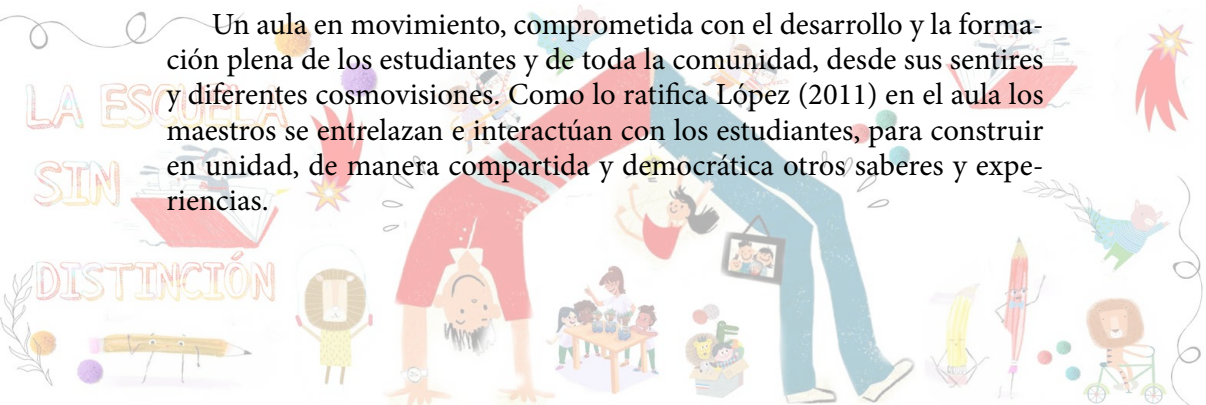 Un aula en movimiento, comprometida con el desarrollo y la forma-
ción plena de los estudiantes y de toda la comunidad, desde sus sentires
y diferentes cosmovisiones. Como lo ratifica López (2011) en el aula los
maestros se entrelazan e interactúan con los estudiantes, para construir
en unidad, de manera compartida y democrática otros saberes y expe-
riencias.
LA ESCUELA
SIN
DISTINCIÓN